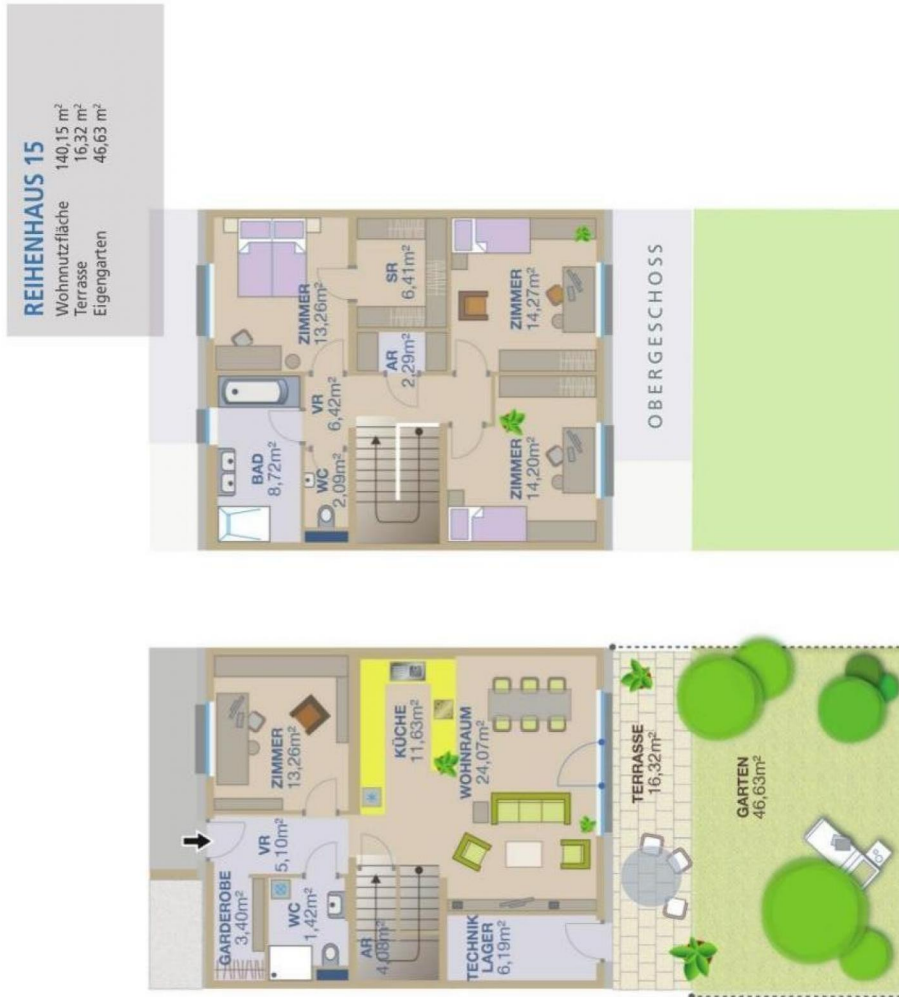 REIHENHAUS 15
Wohnnutzfläche 140,15 m²
Terrasse 16,32 m²
Eigengarten 46,63 m²
GARDEROBE
3,40m²
VR
5,10m²
ZIMMER
13,26m²
WC
1,42m²
AR
4,08m²
KÜCHE
11,63m²
TECHNIK
LAGER
6,19m²
WOHNRAUM
24,07m²
TERRASSE
16,32m²
GARTEN
46,63m²
BAD
8,72m²
ZIMMER
13,26m²
WC
2,09m²
VR
6,42m²
AR
2,29m²
SR
6,41m²
ZIMMER
14,20m²
ZIMMER
14,27m²
OBERGESCHOSS